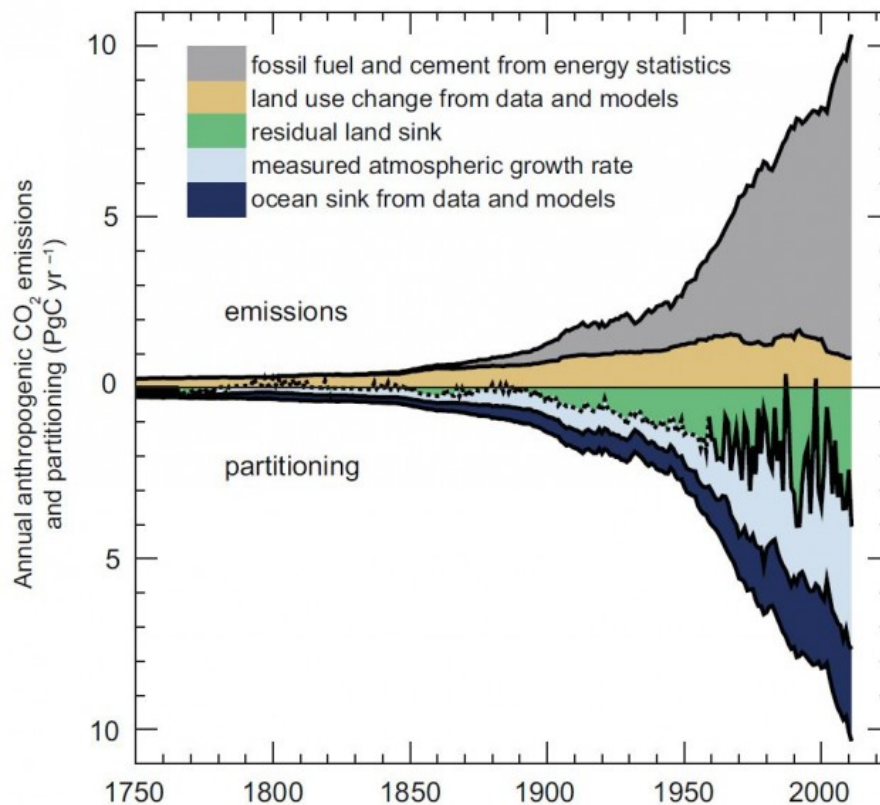 10
5
0
5
10
Annual anthropogenic CO₂ emissions
and partitioning (PgC yr⁻¹)
fossil fuel and cement from energy statistics
land use change from data and models
residual land sink
measured atmospheric growth rate
ocean sink from data and models
emissions
partitioning
1750 1800 1850 1900 1950 2000